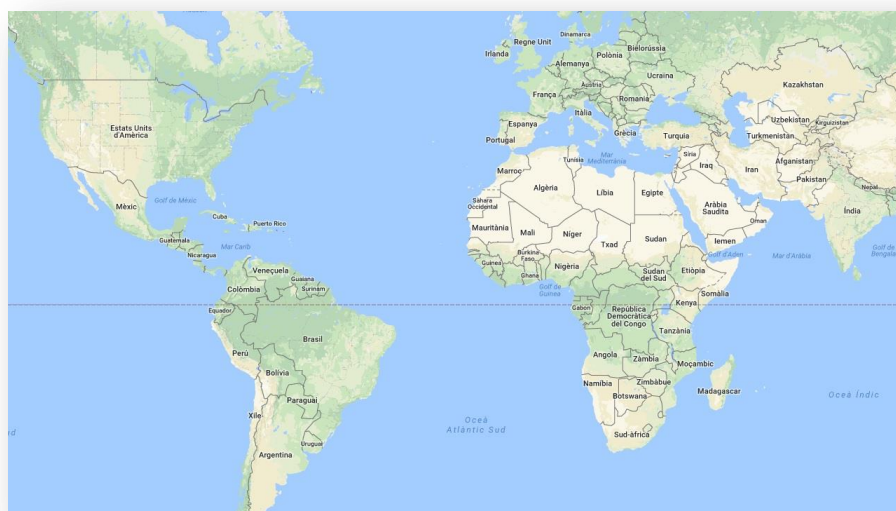 Dinamarca
Regne Unit
Irlanda
Polònia
Bielorússia
Alemanya
Ucraïna
Kazakhstan
Àustria
França
Romania
Itàlia
Estats Units
d'Amèrica
Espanya
Uzbekistan
Kirguizistan
Portugal
Grècia
Turquia
Turkmenistan
Mar
Mediterrània
Tunísia
Síria
Afganistan
Marroc
Iraq
Iran
Pakistan
Algèria
Líbia
Egipte
Nepal
Golf de Mèxic
Sàhara
Occidental
Aràbia
Saudita
Mèxic
Cuba
Puerto Rico
Oman
Índia
Mauritània
Mali
Níger
Txad
Sudan
Iemen
Guatemala
Mar Carib
Nicaragua
Burkina
Faso
Golf d'Aden
Mar d'Aràbia
Golf de
Bengala
Guinea
Ghana
Nigèria
Sudan
del Sud
Etiòpia
Veneçuela
Guaiana
Surinam
Colòmbia
Golf de
Guinea
Somàlia
Equador
Gabon
República
Democràtica
del Congo
Kenya
Brasil
Tanzània
Perú
Angola
Zàmbia
Moçambic
Bolívia
Namíbia
Zimbàbue
Botswana
Madagascar
Oceà Índic
Paraguai
Xile
Oceà
Atlàntic Sud
Sud-àfrica
Uruguai
Argentina